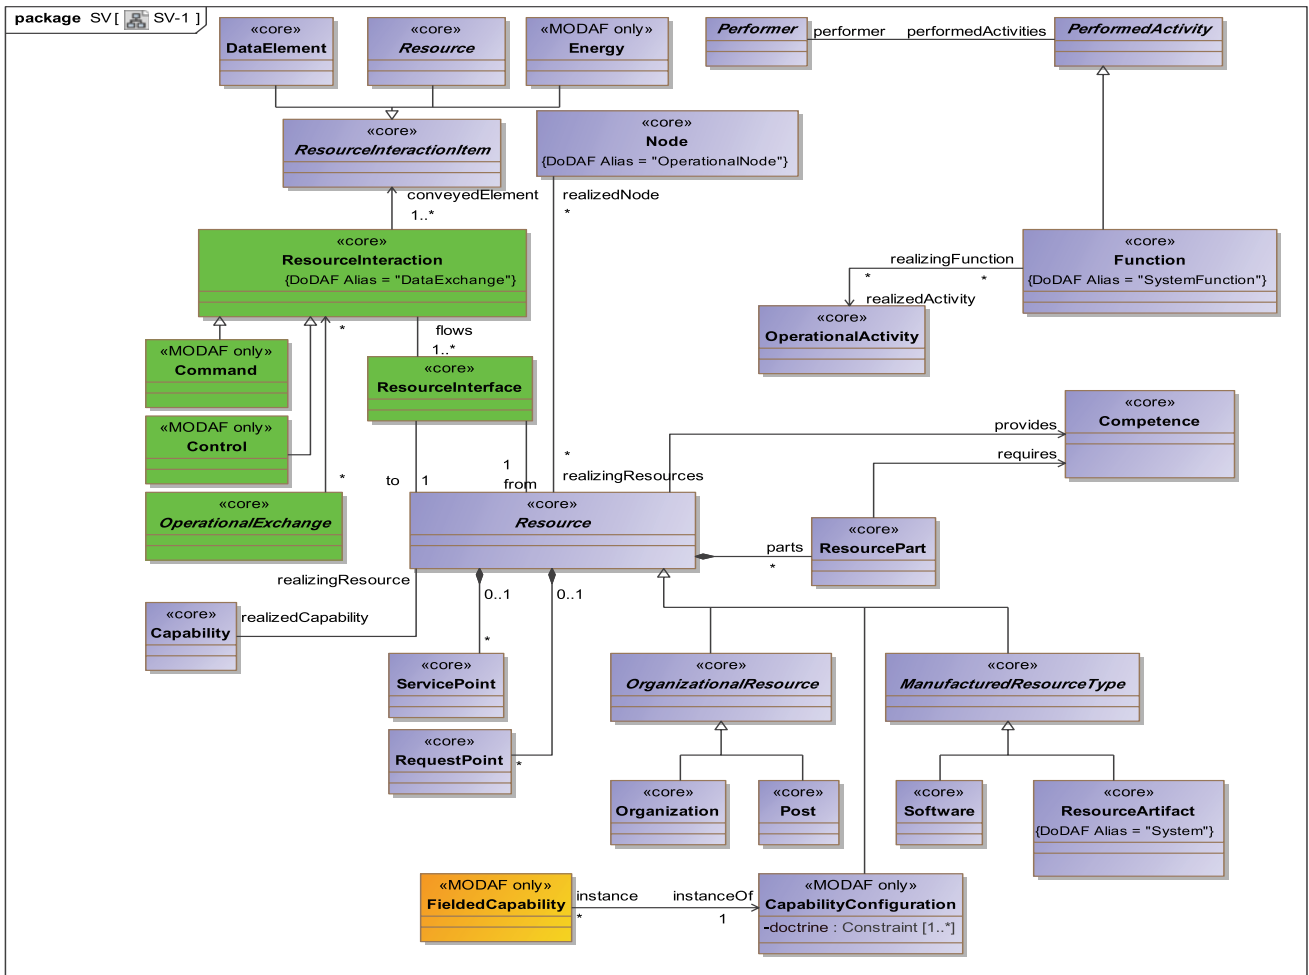 package SV[ SV-1 ]
«core»
DataElement
«core»
Resource
«MODAF only»
Energy
Performer
performer
performedActivities
PerformedActivity
«core»
ResourceInteractionItem
«core»
Node
{DoDAF Alias = "OperationalNode"}
conveyedElement
1..*
realizedNode
*
«core»
ResourceInteraction
{DoDAF Alias = "DataExchange"}
«core»
Function
{DoDAF Alias = "SystemFunction"}
realizingFunction
*
*
realizedActivity
«core»
OperationalActivity
*
flows
1..*
«MODAF only»
Command
«core»
ResourceInterface
«MODAF only»
Control
«core»
Competence
provides
requires
*
realizingResources
*
to
1
1
from
«core»
OperationalExchange
«core»
Resource
«core»
ResourcePart
parts
*
realizingResource
0..1
0..1
«core»
Capability
realizedCapability
*
«core»
ServicePoint
«core»
OrganizationalResource
«core»
ManufacturedResourceType
«core»
RequestPoint
*
«core»
Organization
«core»
Post
«core»
Software
«core»
ResourceArtifact
{DoDAF Alias = "System"}
«MODAF only»
FieldedCapability
instance
*
instanceOf
1
«MODAF only»
CapabilityConfiguration
-doctrine : Constraint [1..*]